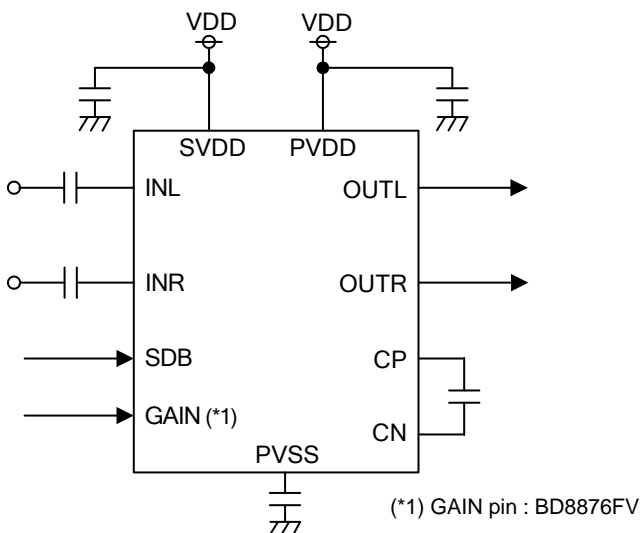 VDD VDD
SVDD PVDD
INL OUTL
INR OUTR
SDB CP
GAIN (*1) CN
PVSS
(*1) GAIN pin : BD8876FV